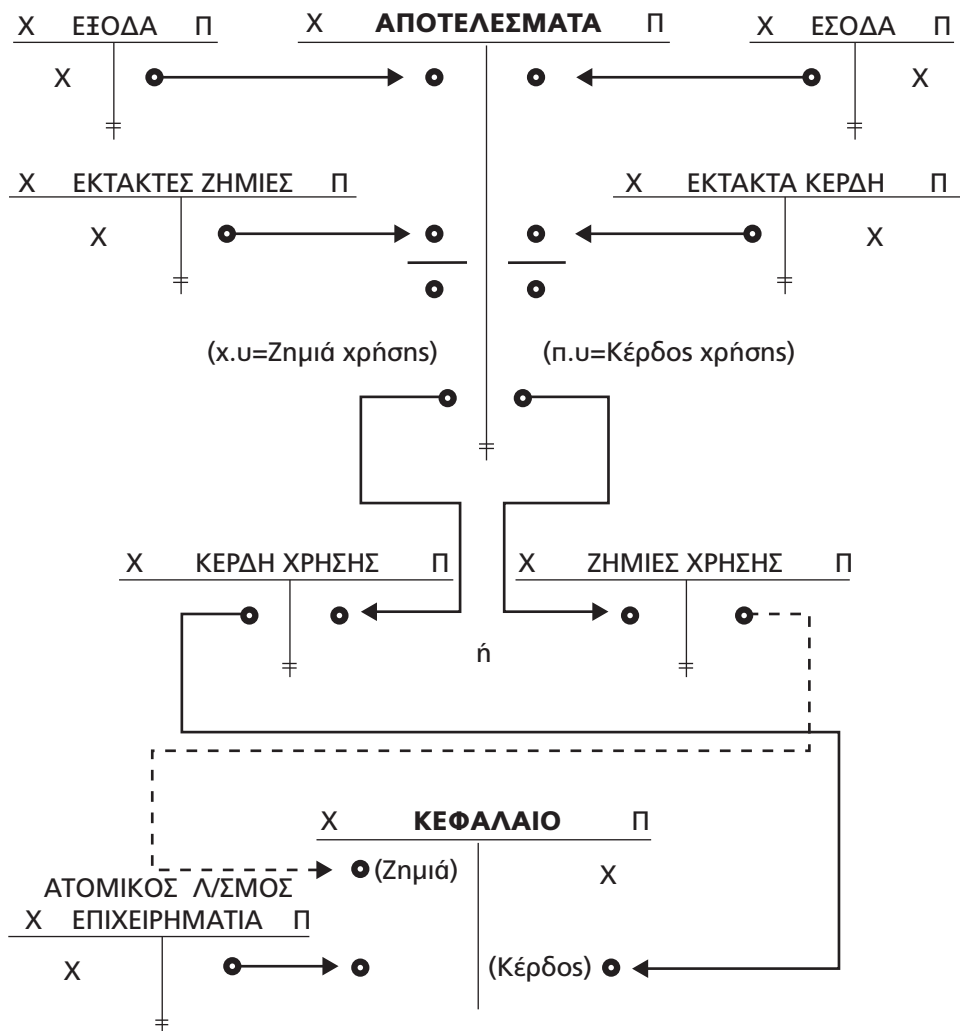 Χ ΕΞΟΔΑ Π
Χ ΑΠΟΤΕΛΕΣΜΑΤΑ Π
Χ ΕΣΟΔΑ Π
Χ
Χ
Χ ΕΚΤΑΚΤΕΣ ΖΗΜΙΕΣ Π
Χ ΕΚΤΑΚΤΑ ΚΕΡΔΗ Π
Χ
Χ
(χ.υ=Ζημιά χρήσης)
(π.υ=Κέρδος χρήσης)
Χ ΚΕΡΔΗ ΧΡΗΣΗΣ Π
Χ ΖΗΜΙΕΣ ΧΡΗΣΗΣ Π
ή
Χ ΚΕΦΑΛΑΙΟ Π
(Ζημιά)
Χ
ΑΤΟΜΙΚΟΣ Λ/ΣΜΟΣ
Χ ΕΠΙΧΕΙΡΗΜΑΤΙΑ Π
Χ
(Κέρδος)